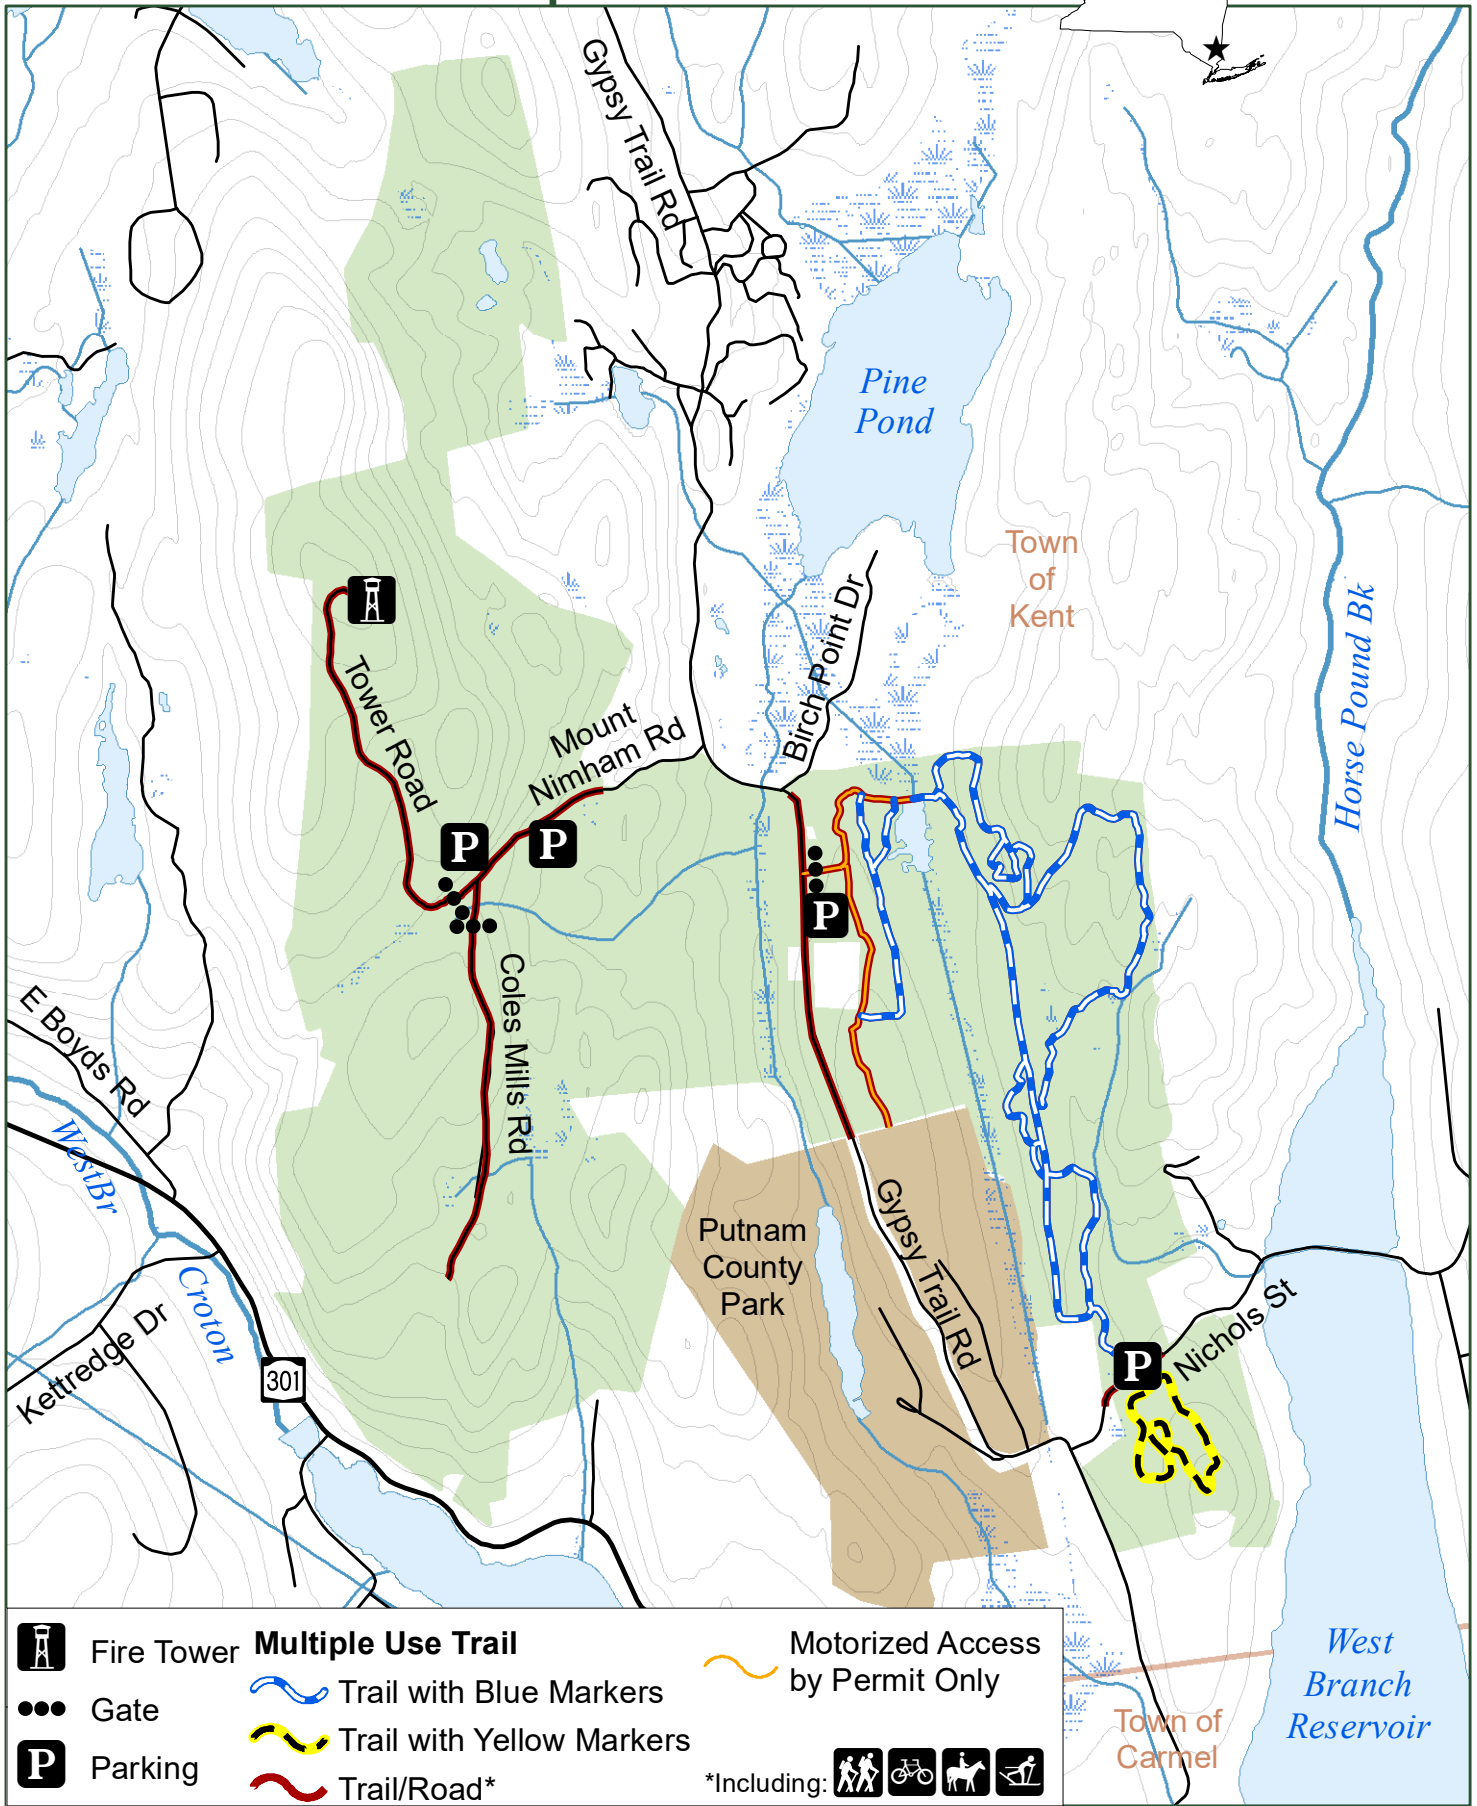 Gypsy Trail Rd
Pine
Pond
Town
of
Kent
Birch Point Dr
Horse Pound Bk
Tower Road
Mount
Nimham Rd
P
P
P
Coles Mills Rd
E Boyds Rd
WestBr
Croton
Kettredge Dr
301
Putnam
County
Park
Gypsy Trail Rd
P
Nichols St
West
Branch
Reservoir
Town of
Carmel
Fire Tower
Gate
P Parking
Multiple Use Trail
Trail with Blue Markers
Trail with Yellow Markers
Trail/Road*
Motorized Access
by Permit Only
*Including: